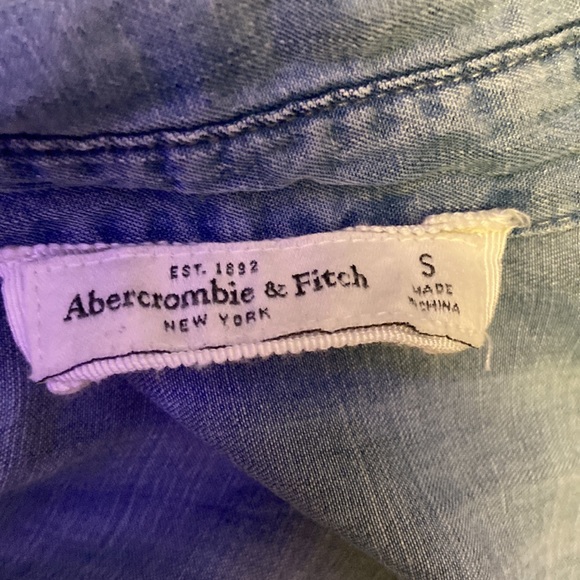 EST. 1892
Abercrombie & Fitch
NEW YORK
S
MADE
IN CHINA